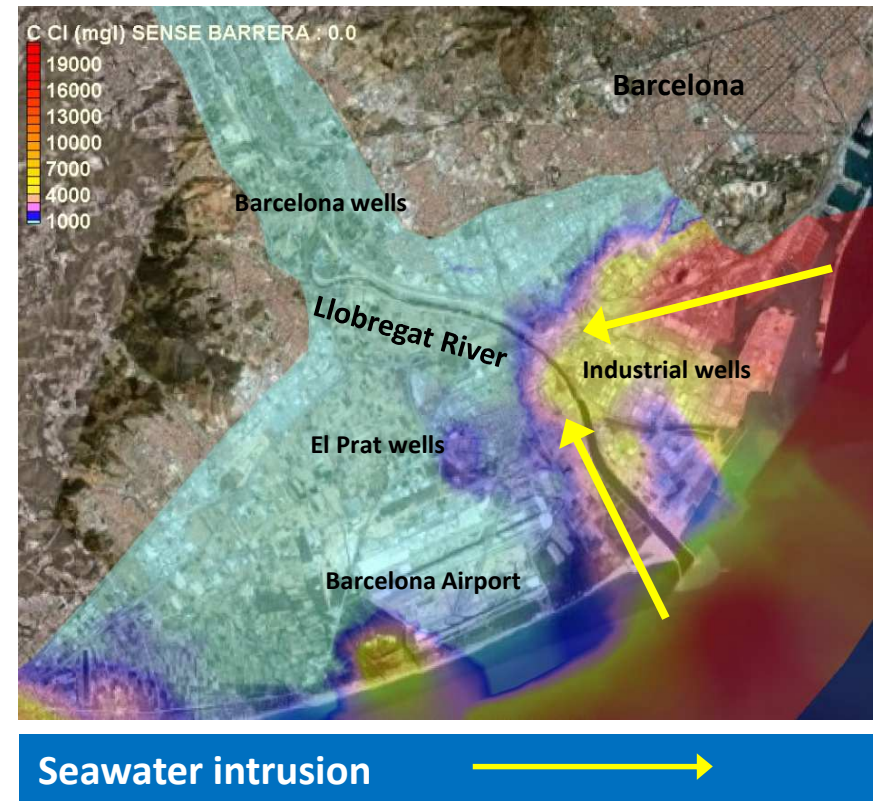 C Cl (mgl) SENSE BARRERA : 0.0
19000
16000
13000
10000
7000
4000
1000
Barcelona
Barcelona wells
Llobregat River
Industrial wells
El Prat wells
Barcelona Airport
Seawater intrusion